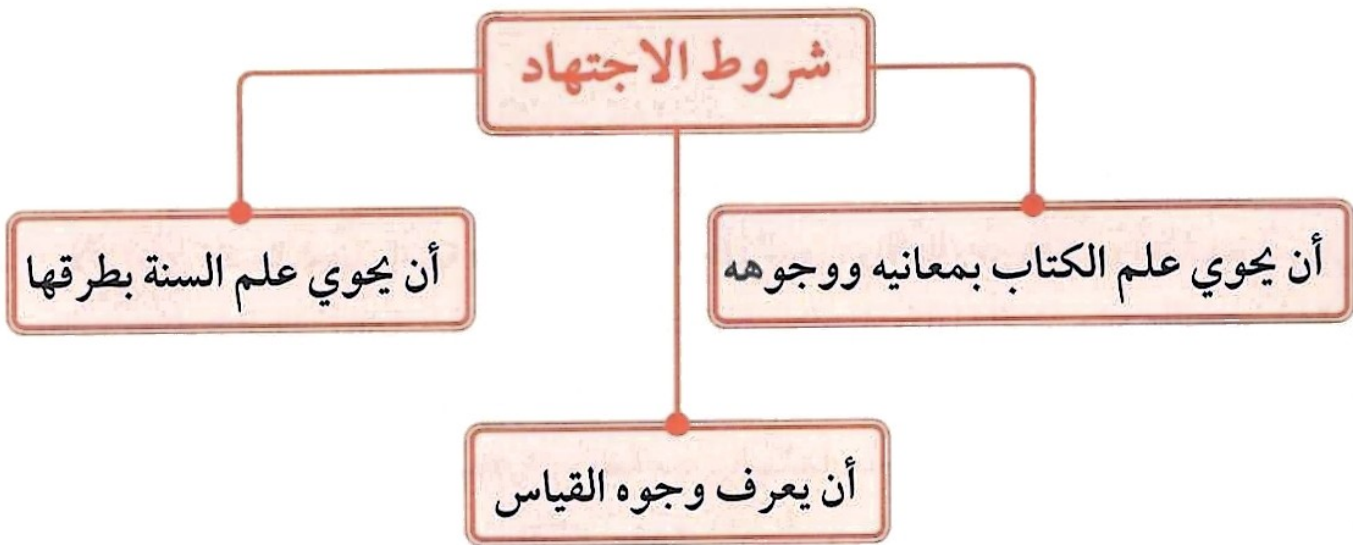 شروط الاجتهاد
أن يحوي علم الكتاب بمعانيه ووجوهه
أن يحوي علم السنة بطرقها
أن يعرف وجوه القياس